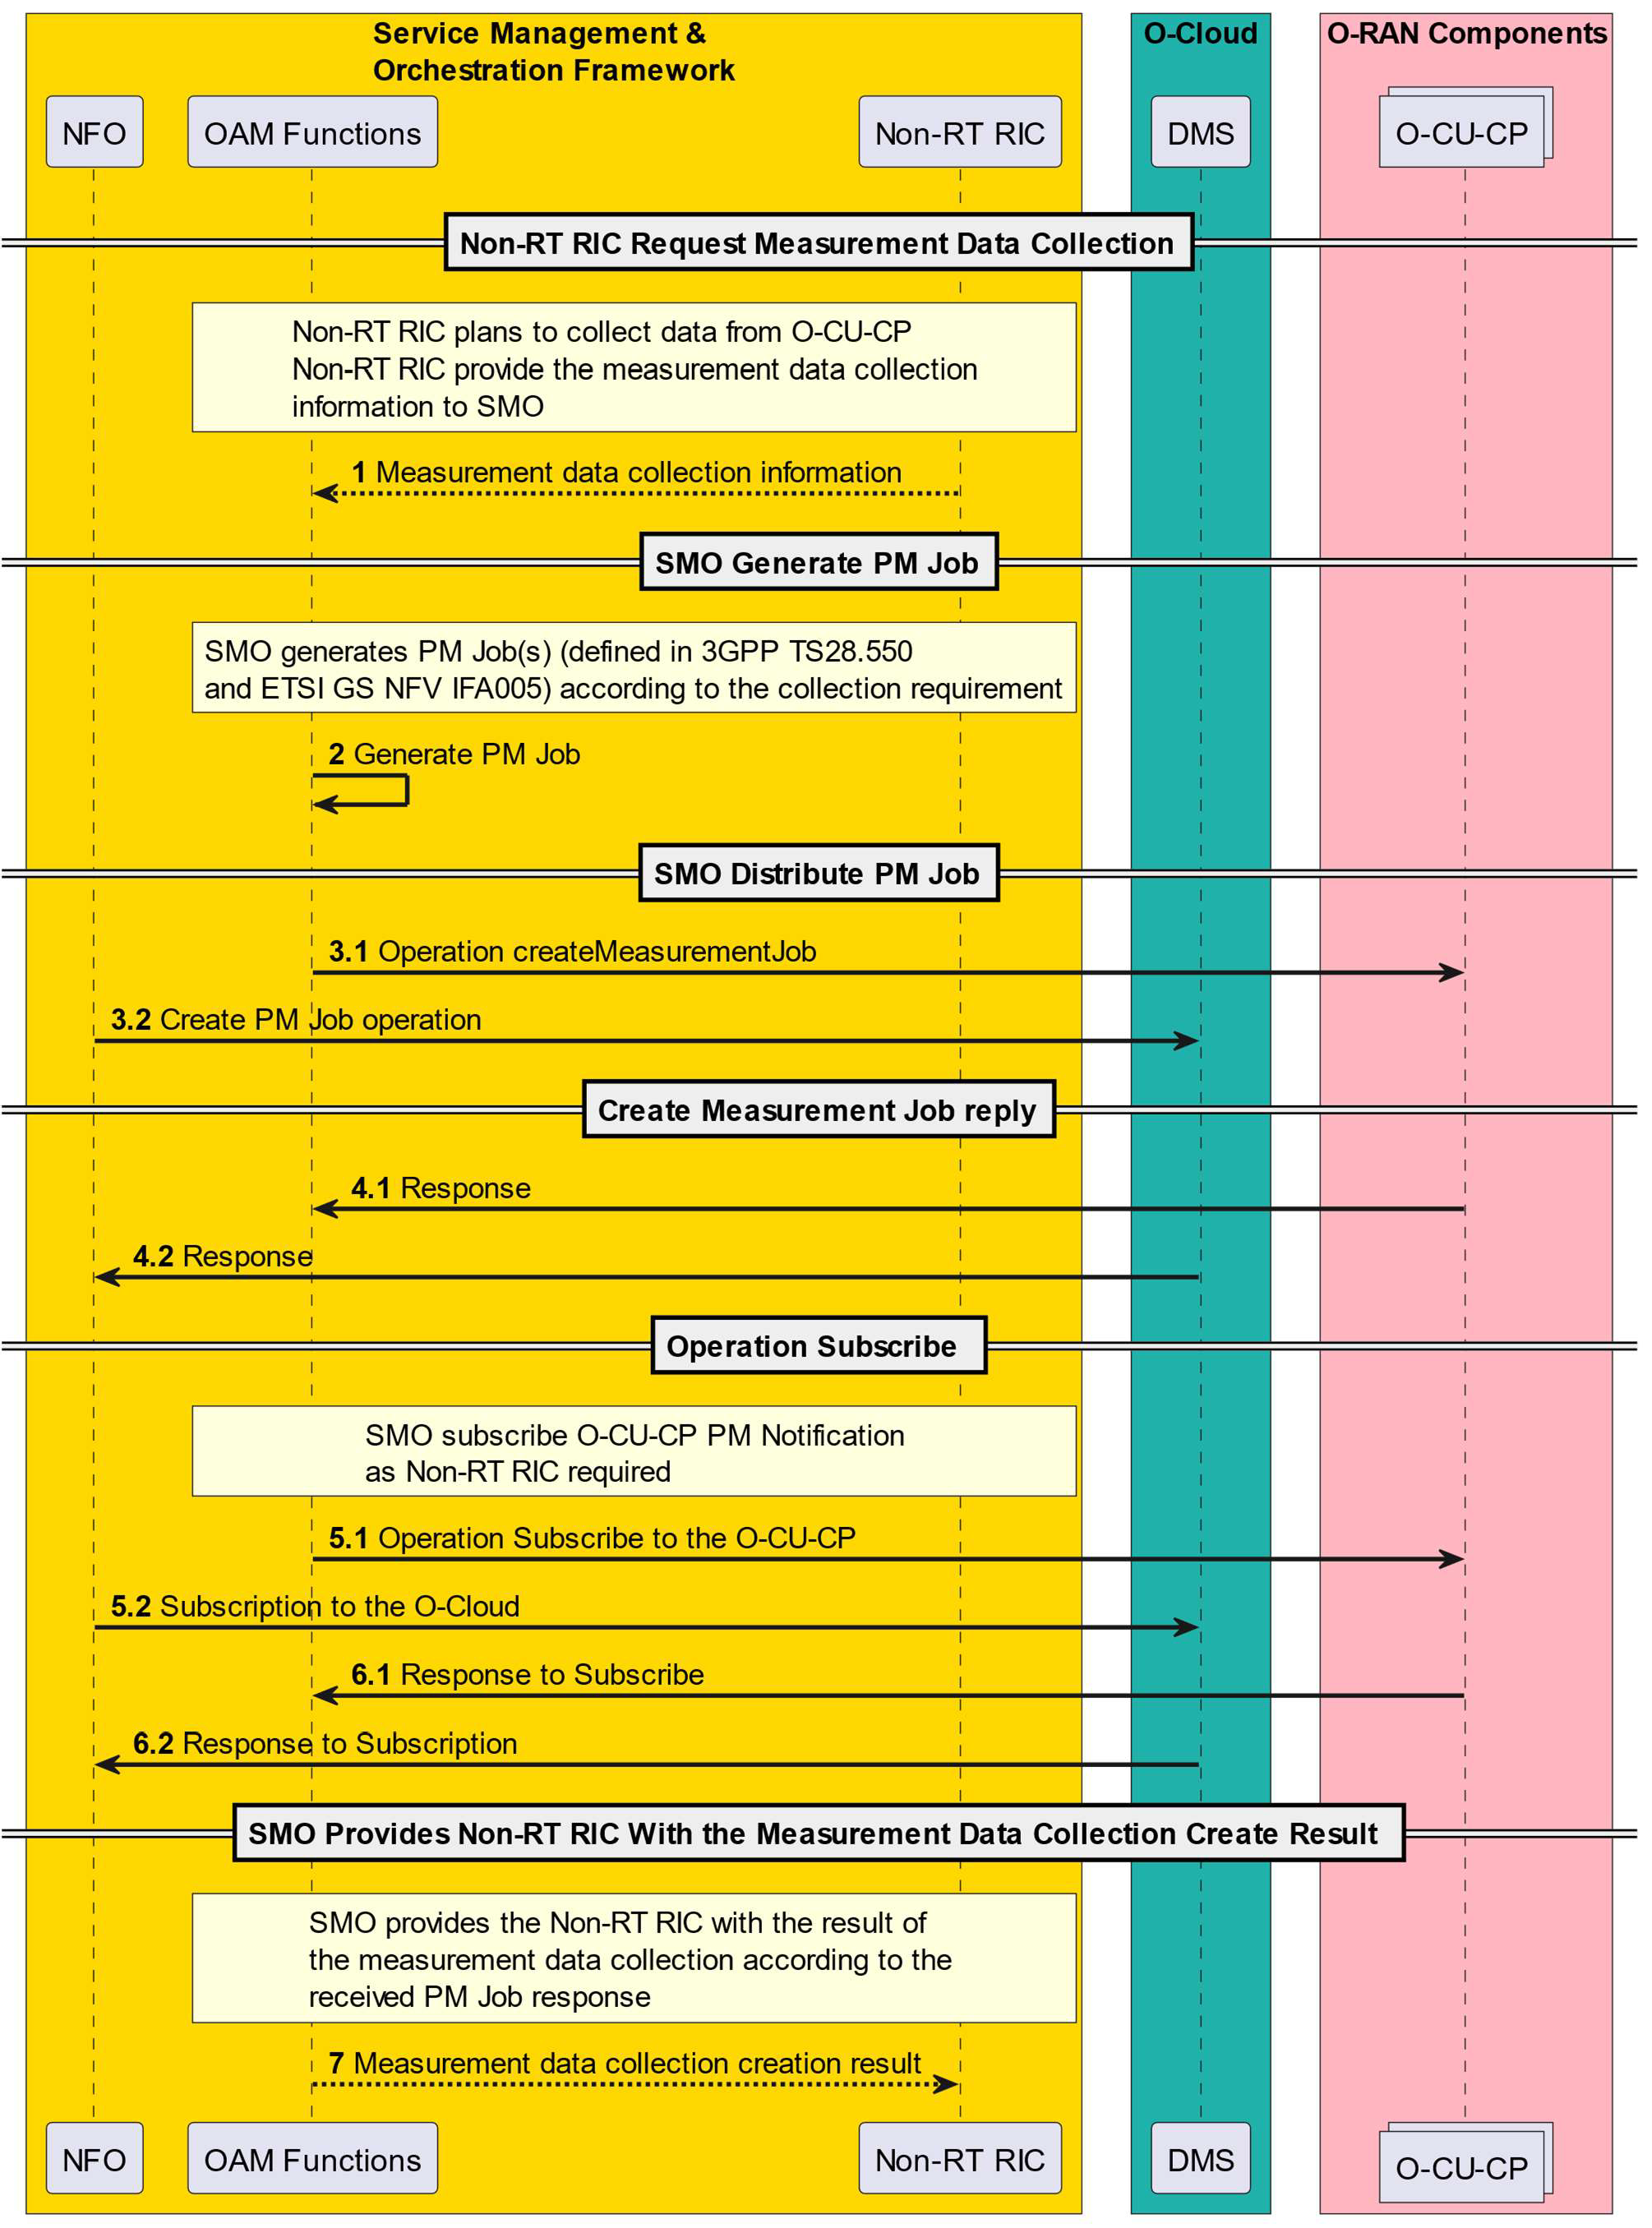 Service Management &
Orchestration Framework
O-Cloud
O-RAN Components
NFO
OAM Functions
Non-RT RIC
DMS
O-CU-CP
Non-RT RIC Request Measurement Data Collection
Non-RT RIC plans to collect data from O-CU-CP
Non-RT RIC provide the measurement data collection
information to SMO
1 Measurement data collection information
SMO Generate PM Job
SMO generates PM Job(s) (defined in 3GPP TS28.550
and ETSI GS NFV IFA005) according to the collection requirement
2 Generate PM Job
SMO Distribute PM Job
3.1 Operation createMeasurementJob
3.2 Create PM Job operation
Create Measurement Job reply
4.1 Response
4.2 Response
Operation Subscribe
SMO subscribe O-CU-CP PM Notification
as Non-RT RIC required
5.1 Operation Subscribe to the O-CU-CP
5.2 Subscription to the O-Cloud
6.1 Response to Subscribe
6.2 Response to Subscription
SMO Provides Non-RT RIC With the Measurement Data Collection Create Result
SMO provides the Non-RT RIC with the result of
the measurement data collection according to the
received PM Job response
7 Measurement data collection creation result
NFO
OAM Functions
Non-RT RIC
DMS
O-CU-CP